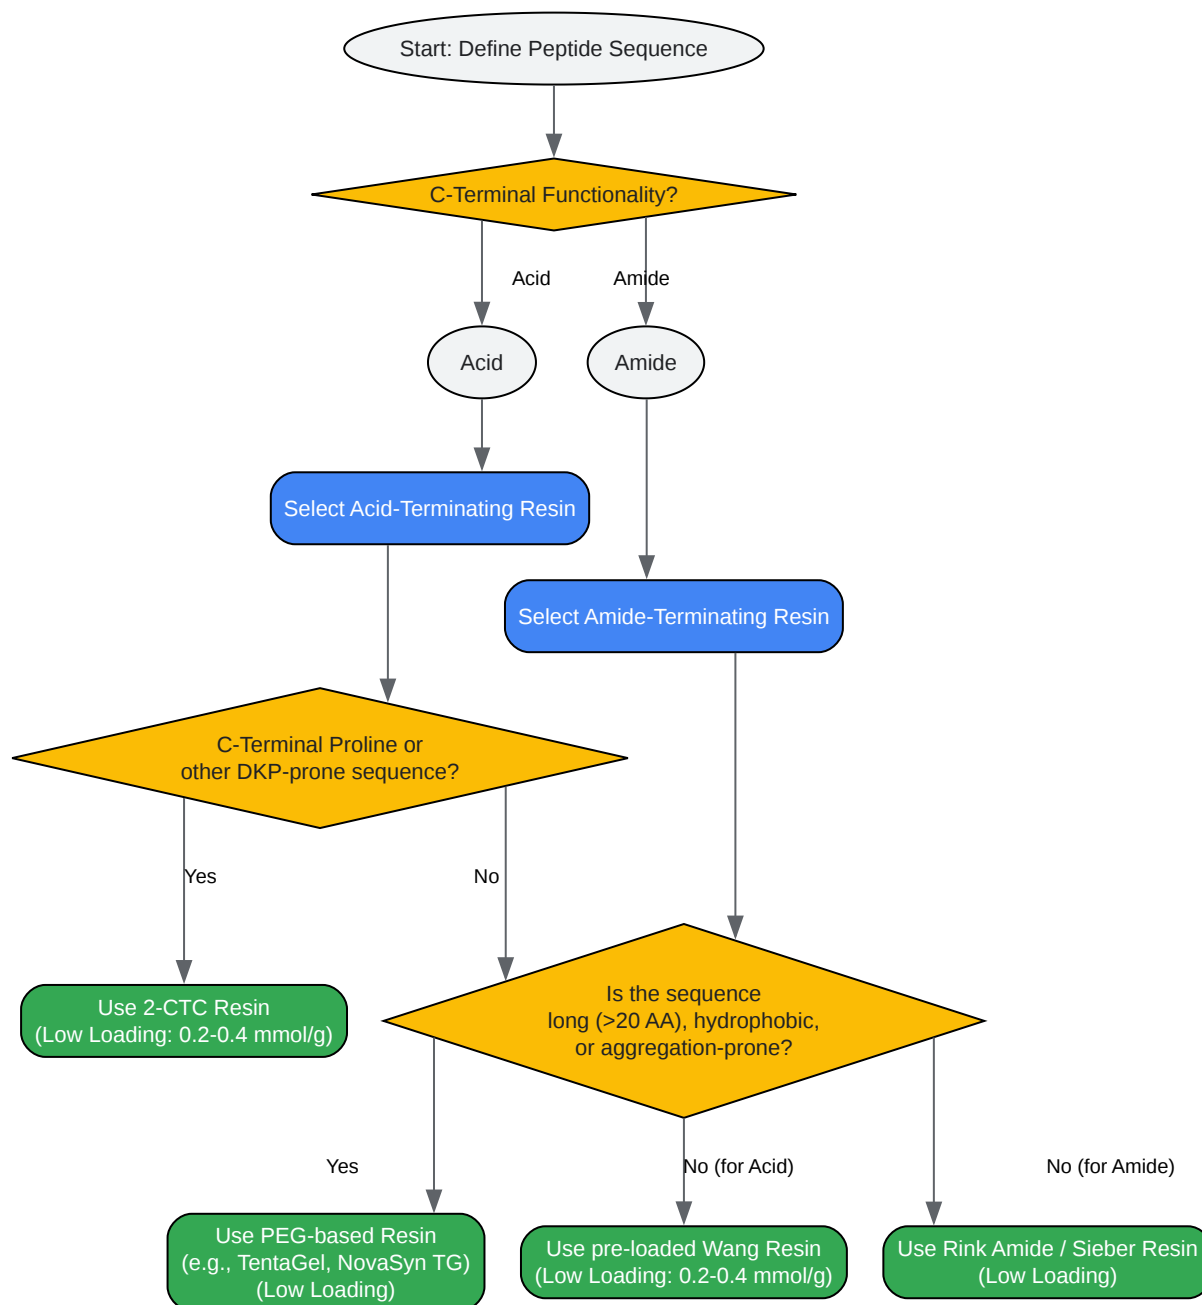 Start: Define Peptide Sequence
C-Terminal Functionality?
Acid
Amide
Acid
Amide
Select Acid-Terminating Resin
Select Amide-Terminating Resin
C-Terminal Proline or
other DKP-prone sequence?
Yes
No
Use 2-CTC Resin
(Low Loading: 0.2-0.4 mmol/g)
Is the sequence
long (>20 AA), hydrophobic,
or aggregation-prone?
Yes
No (for Acid)
No (for Amide)
Use PEG-based Resin
(e.g., TentaGel, NovaSyn TG)
(Low Loading)
Use pre-loaded Wang Resin
(Low Loading: 0.2-0.4 mmol/g)
Use Rink Amide / Sieber Resin
(Low Loading)